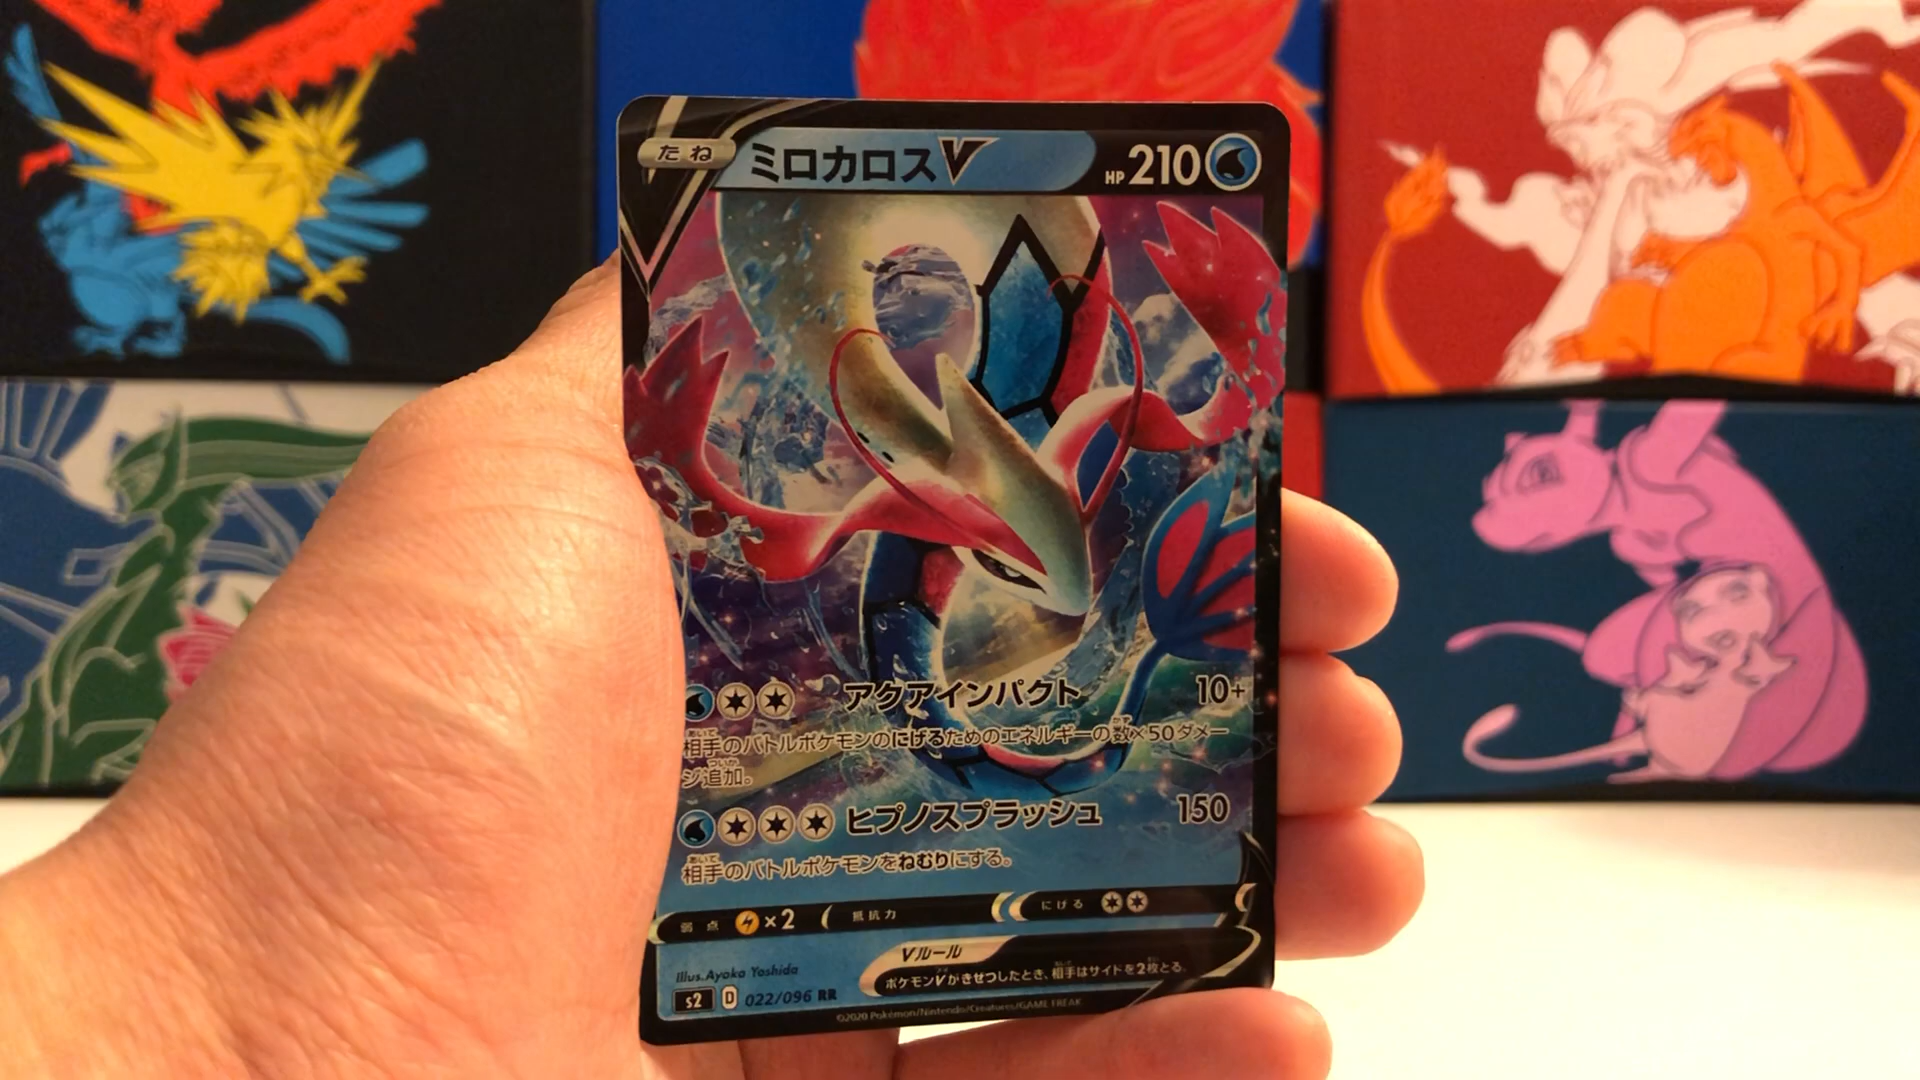 たね ミロカロスV HP210
アクアインパクト 10+
相手のバトルポケモンのにげるためのエネルギーの数×50ダメー
ジ追加。
ヒプノスプラッシュ 150
相手のバトルポケモンをねむりにする。
弱点 ×2 抵抗力 にげる
Vルール
ポケモンVがきぜつしたとき、相手はサイドを2枚とる。
Illus. Ayaka Yoshida
s2 D 022/096 RR
©2020 Pokémon/Nintendo/Creatures/GAME FREAK